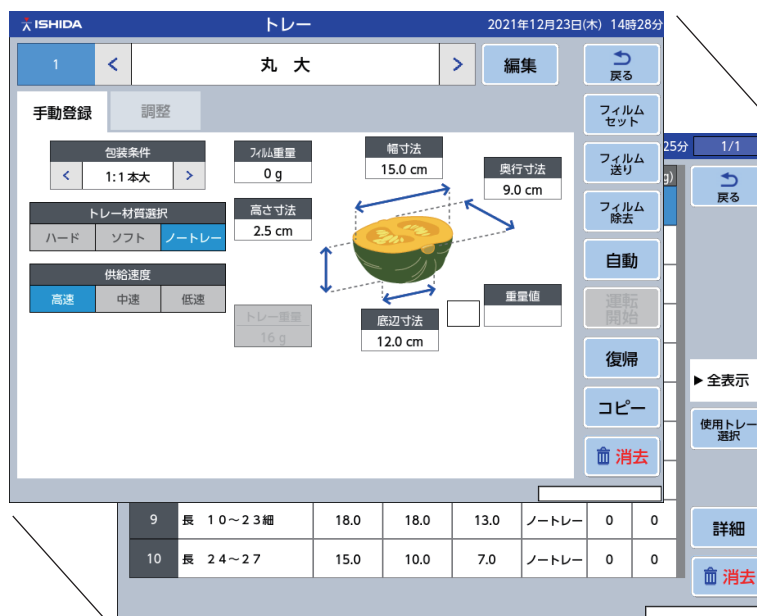 ISHIDA トレー 2021年12月23日(木) 14時28分
1 < 丸 大 > 編集 戻る
手動登録 調整
包装条件
< 1:1 本大 >
トレー材質選択
ハード ソフト ノートレー
供給速度
高速 中速 低速
フィルム重量
0 g
高さ寸法
2.5 cm
トレー重量
16 g
幅寸法
15.0 cm
奥行寸法
9.0 cm
底辺寸法
12.0 cm
重量値
フィルム
セット
フィルム
送り
フィルム
除去
自動
運転
開始
復帰
コピー
消去
25分 1/1
g)
戻る
▶全表示
使用トレー
選択
9 長 10～23細 18.0 18.0 13.0 ノートレー 0 0
10 長 24～27 15.0 10.0 7.0 ノートレー 0 0
詳細
消去